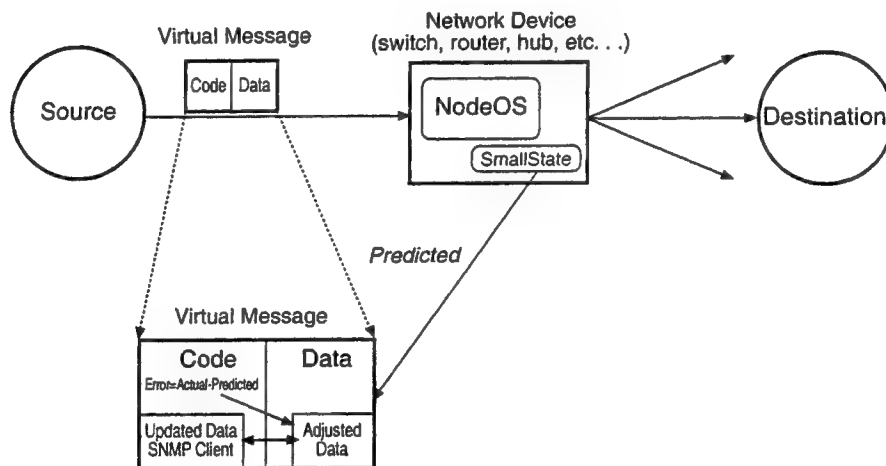 Network Device
(switch, router, hub, etc. . .)
Virtual Message
Code Data
Source
NodeOS
SmallState
Destination
Predicted
Virtual Message
Code
Data
Error=Actual-Predicted
Updated Data
SNMP Client
Adjusted
Data